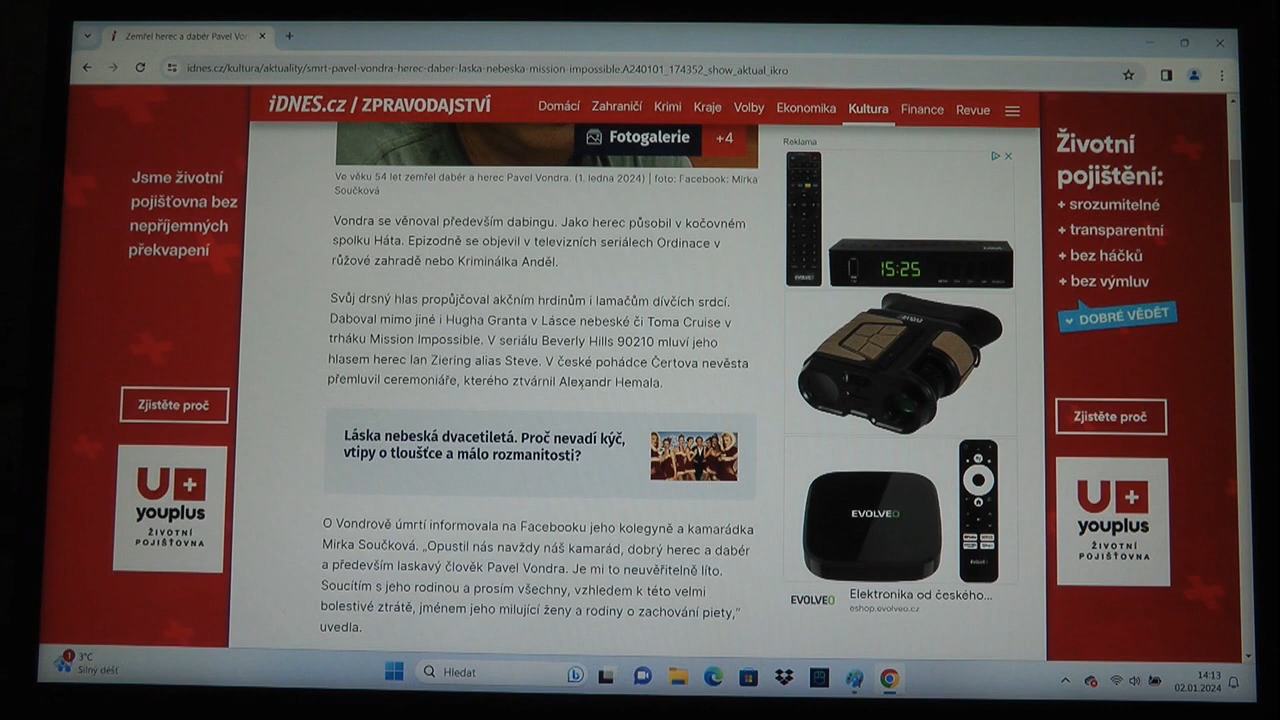 Zemřel herec a dabér Pavel Von
idnes.cz/kultura/aktuality/smrt-pavel-vondra-herec-daber-laska-nebeska-mission-impossible.A240101_174352_show_aktual_ikro
iDNES.cz / ZPRAVODAJSTVÍ
Domácí Zahraničí Krimi Kraje Volby Ekonomika Kultura Finance Revue
Jsme životní
pojišťovna bez
nepříjemných
překvapení
Zjistěte proč
U+
youplus
ŽIVOTNÍ
POJIŠŤOVNA
Fotogalerie +4
Ve věku 54 let zemřel dabér a herec Pavel Vondra. (1. ledna 2024) | foto: Facebook: Mirka
Součková
Vondra se věnoval především dabingu. Jako herec působil v kočovném
spolku Háta. Epizodně se objevil v televizních seriálech Ordinace v
růžové zahradě nebo Kriminálka Anděl.
Svůj drsný hlas propůjčoval akčním hrdinům i lamačům dívčích srdcí.
Daboval mimo jiné i Hugha Granta v Lásce nebeské či Toma Cruise v
trháku Mission Impossible. V seriálu Beverly Hills 90210 mluví jeho
hlasem herec Ian Ziering alias Steve. V české pohádce Čertova nevěsta
přemluvil ceremoniáře, kterého ztvárnil Alexandr Hemala.
Láska nebeská dvacetiletá. Proč nevadí kýč,
vtipy o tloušťce a málo rozmanitosti?
O Vondrově úmrtí informovala na Facebooku jeho kolegyně a kamarádka
Mirka Součková. „Opustil nás navždy náš kamarád, dobrý herec a dabér
a především laskavý člověk Pavel Vondra. Je mi to neuvěřitelně líto.
Soucítím s jeho rodinou a prosím všechny, vzhledem k této velmi
bolestivé ztrátě, jménem jeho milující ženy a rodiny o zachování piety,"
uvedla.
Reklama
15:25
EVOLVEO
EVOLVEO
Elektronika od českého...
eshop.evolveo.cz
Životní
pojištění:
+ srozumitelné
+ transparentní
+ bez háčků
+ bez výmluv
DOBRÉ VĚDĚT
Zjistěte proč
U+
youplus
ŽIVOTNÍ
POJIŠŤOVNA
1
3°C
Silný déšť
Hledat
14:13
02.01.2024